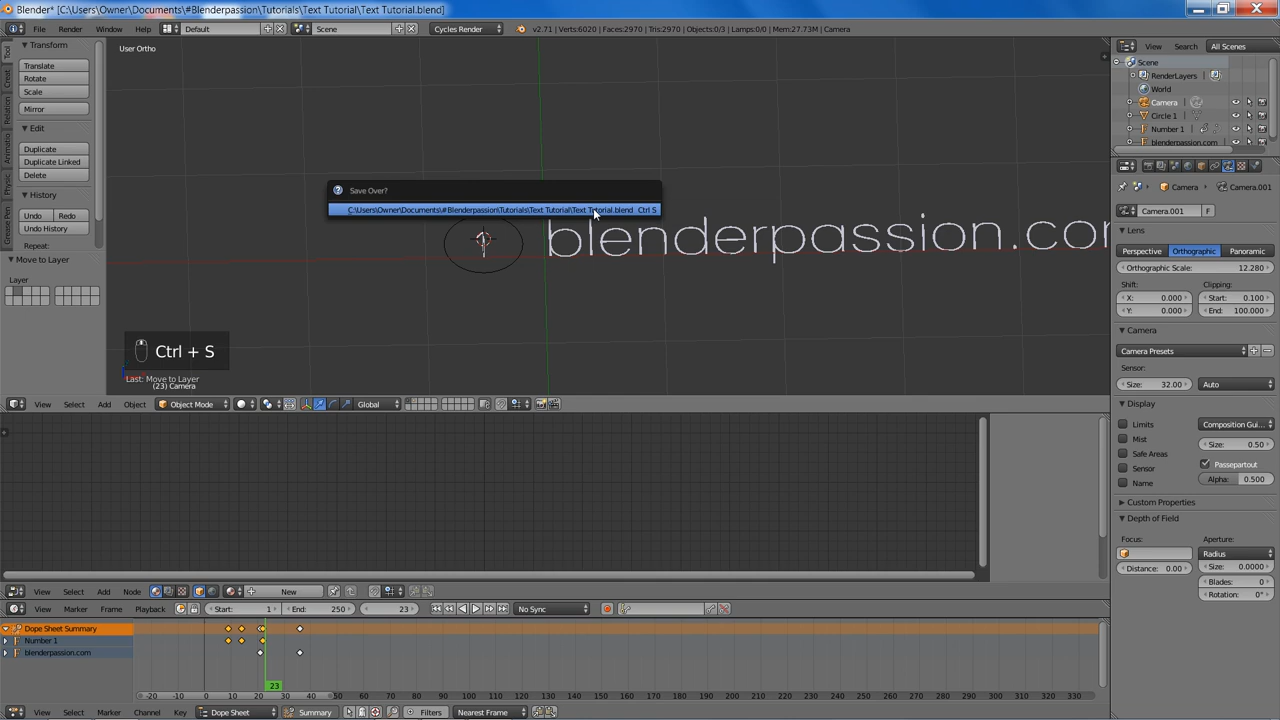 Blender* [C:\Users\Owner\Documents\#Blenderpassion\Tutorials\Text Tutorial\Text Tutorial.blend]
File Render Window Help Default Scene Cycles Render v2.71 | Verts:6020 | Faces:2970 | Tris:2970 | Objects:0/3 | Lamps:0/0 | Mem:27.73M | Camera View Search All Scenes
Transform
Translate
Rotate
Scale
Mirror
Edit
Duplicate
Duplicate Linked
Delete
History
Undo Redo
Undo History
Repeat:
Move to Layer
Layer
Tool
Creat
Relation
Animatio
Physic
Grease Pen
User Ortho
Save Over?
C:\Users\Owner\Documents\#Blenderpassion\Tutorials\Text Tutorial\Text Tutorial.blend Ctrl S
blenderpassion.com
Ctrl + S
Last: Move to Layer
(23) Camera
View Select Add Object Object Mode Global
Scene
RenderLayers
World
Camera
Circle 1
Number 1
blenderpassion.com
Camera Camera.001
Camera.001 F
Perspective Orthographic Panoramic
Orthographic Scale: 12.280
Shift: Clipping:
X: 0.000 Start: 0.100
Y: 0.000 End: 100.000
Camera
Camera Presets
Sensor:
Size: 32.00 Auto
Display
Limits Composition Gui...
Mist Size: 0.50
Safe Areas
Sensor Passepartout
Name Alpha: 0.500
Custom Properties
Depth of Field
Focus: Aperture:
Radius
Distance: 0.00 Size: 0.0000
Blades: 0
Rotation: 0°
View Select Add Node New
View Marker Frame Playback Start: 1 End: 250 23 No Sync
Dope Sheet Summary
Number 1
blenderpassion.com
23
-20 -10 0 10 20 30 40 50 60 70 80 90 100 110 120 130 140 150 160 170 180 190 200 210 220 230 240 250 260 270 280 290 300 310 320 330
View Select Marker Channel Key Dope Sheet Summary Filters Nearest Frame